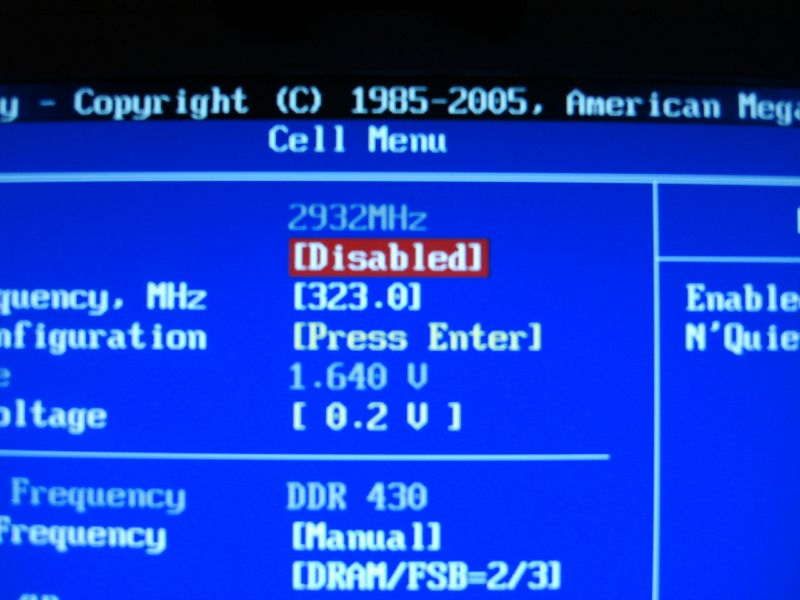 y - Copyright (C) 1985-2005, American Mega
Cell Menu
2932MHz
[Disabled]
quency, MHz [323.0] Enable
nfiguration [Press Enter] N'Quie
e 1.640 V
oltage [ 0.2 V ]
Frequency DDR 430
Frequency [Manual]
[DRAM/FSB=2/3]